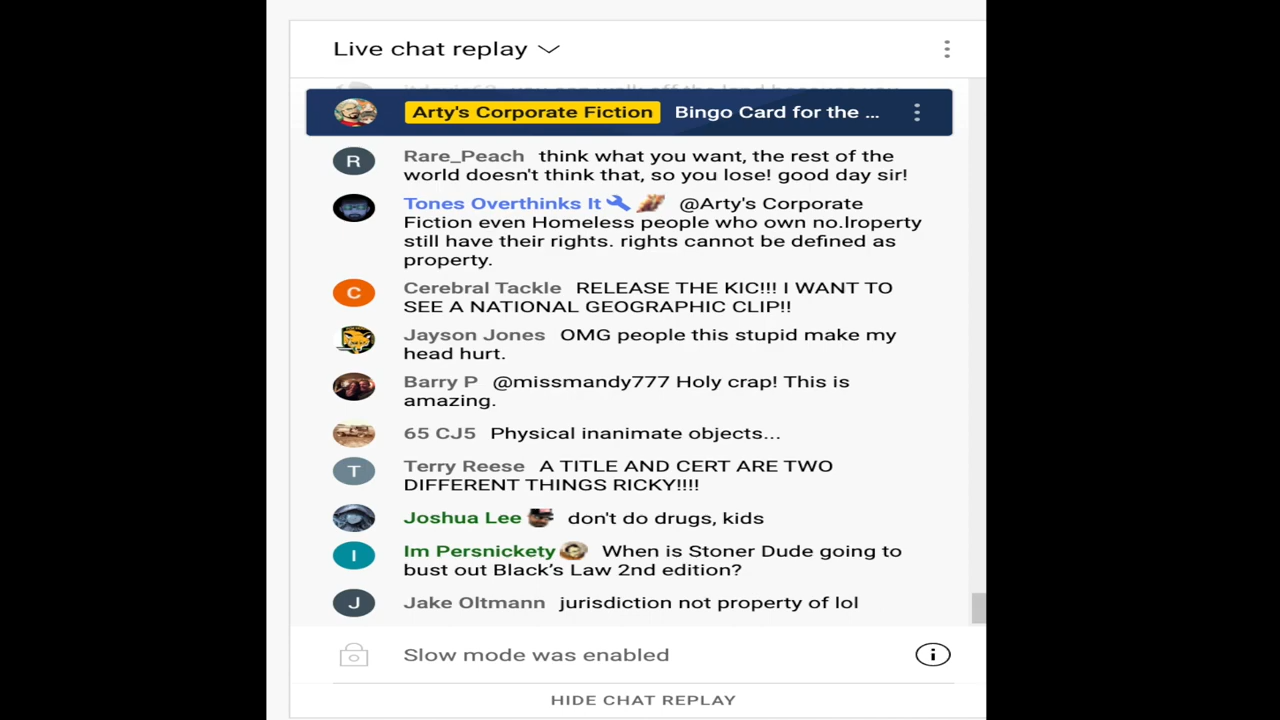 Live chat replay
Arty's Corporate Fiction Bingo Card for the ...
Rare_Peach think what you want, the rest of the
world doesn't think that, so you lose! good day sir!
Tones Overthinks It @Arty's Corporate
Fiction even Homeless people who own no.lroperty
still have their rights. rights cannot be defined as
property.
C
Cerebral Tackle RELEASE THE KIC!!! I WANT TO
SEE A NATIONAL GEOGRAPHIC CLIP!!
Jayson Jones OMG people this stupid make my
head hurt.
Barry P @missmandy777 Holy crap! This is
amazing.
65 CJ5 Physical inanimate objects...
Terry Reese A TITLE AND CERT ARE TWO
DIFFERENT THINGS RICKY!!!!
Joshua Lee don't do drugs, kids
Im Persnickety When is Stoner Dude going to
bust out Black’s Law 2nd edition?
Jake Oltmann jurisdiction not property of lol
Slow mode was enabled
HIDE CHAT REPLAY